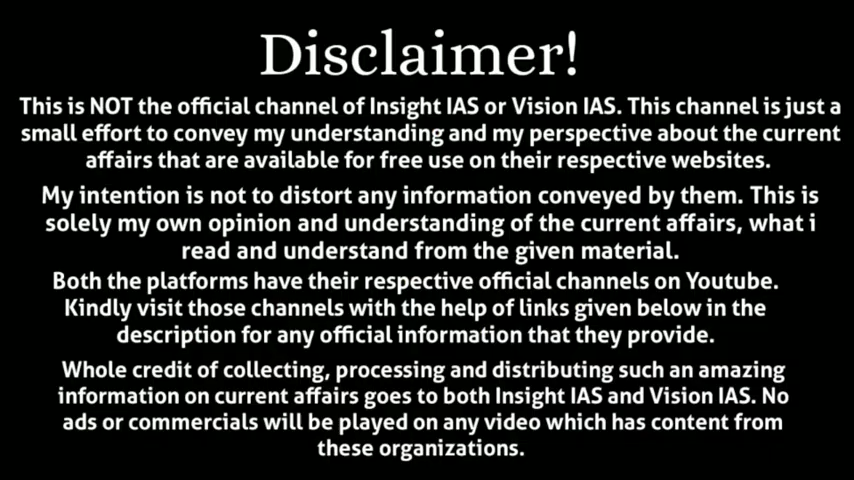 Disclaimer!
This is NOT the official channel of Insight IAS or Vision IAS. This channel is just a
small effort to convey my understanding and my perspective about the current
affairs that are available for free use on their respective websites.
My intention is not to distort any information conveyed by them. This is
solely my own opinion and understanding of the current affairs, what i
read and understand from the given material.
Both the platforms have their respective official channels on Youtube.
Kindly visit those channels with the help of links given below in the
description for any official information that they provide.
Whole credit of collecting, processing and distributing such an amazing
information on current affairs goes to both Insight IAS and Vision IAS. No
ads or commercials will be played on any video which has content from
these organizations.